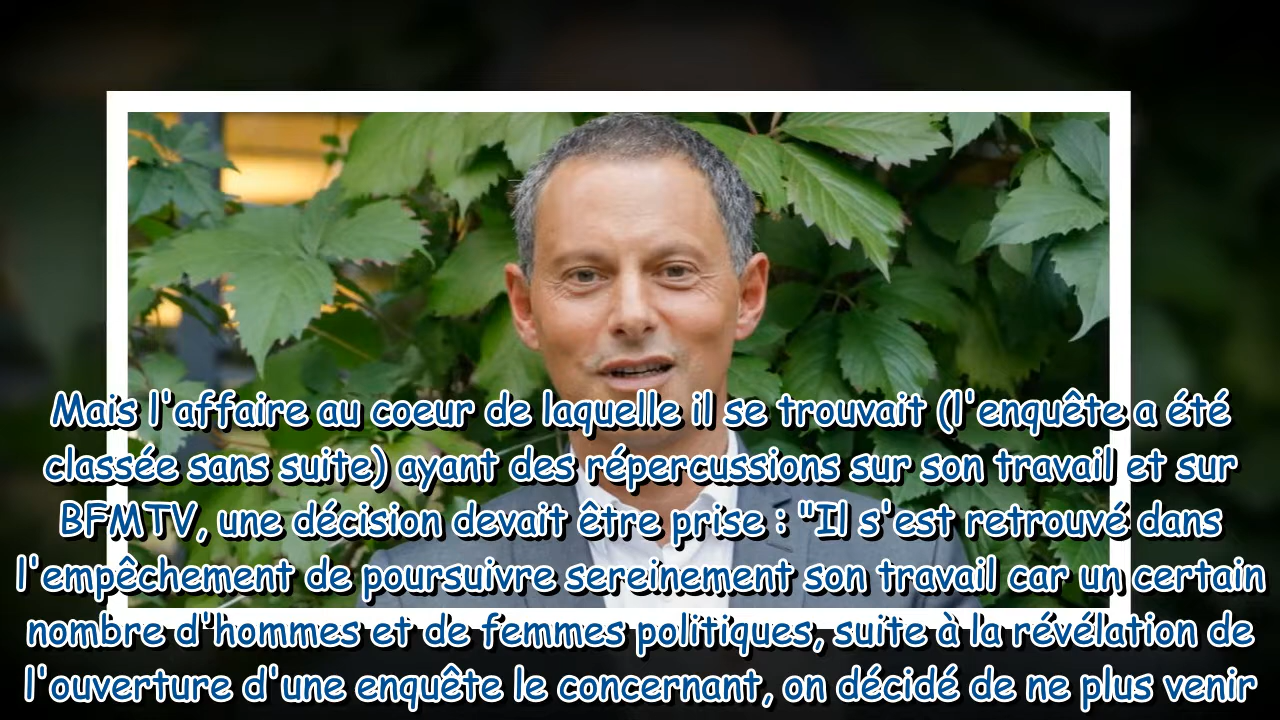 Mais l'affaire au coeur de laquelle il se trouvait (l'enquête a été
classée sans suite) ayant des répercussions sur son travail et sur
BFMTV, une décision devait être prise : "Il s'est retrouvé dans
l'empêchement de poursuivre sereinement son travail car un certain
nombre d'hommes et de femmes politiques, suite à la révélation de
l'ouverture d'une enquête le concernant, on décidé de ne plus venir